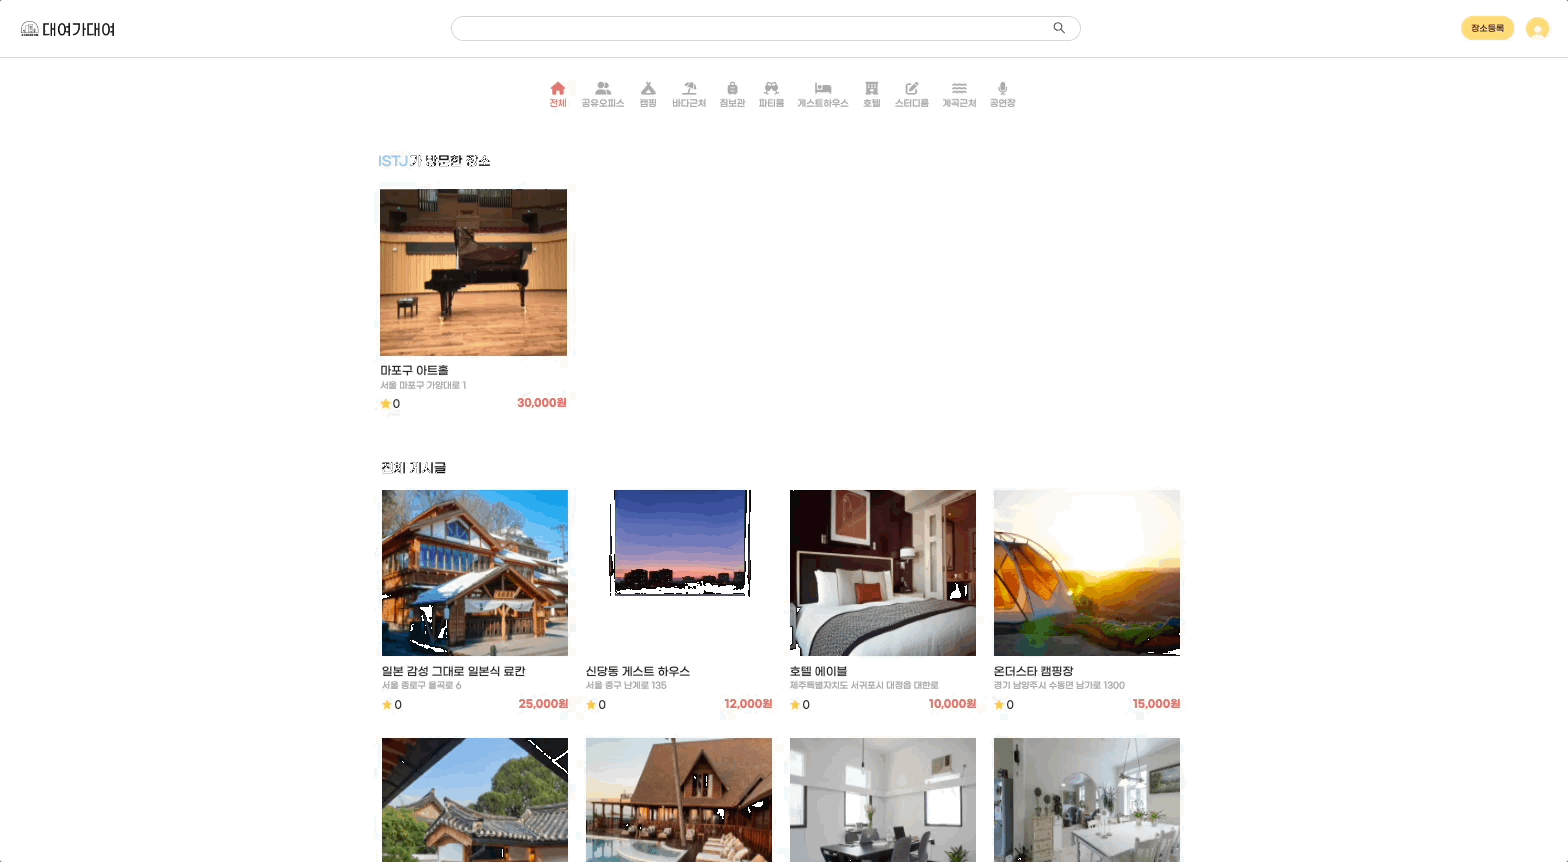 대여가대여
장소등록
전체 공유오피스 캠핑 바다근처 짐보관 파티룸 게스트하우스 호텔 스터디룸 계곡근처 공연장
ISTJ가 방문한 장소
마포구 아트홀
서울 마포구 가양대로 1
0 30,000원
전체 게시글
일본 감성 그대로 일본식 료칸
서울 종로구 율곡로 6
0 25,000원
신당동 게스트 하우스
서울 중구 난계로 135
0 12,000원
호텔 에이블
제주특별자치도 서귀포시 대정읍 대한로
0 10,000원
온더스타 캠핑장
경기 남양주시 수동면 남가로 1300
0 15,000원